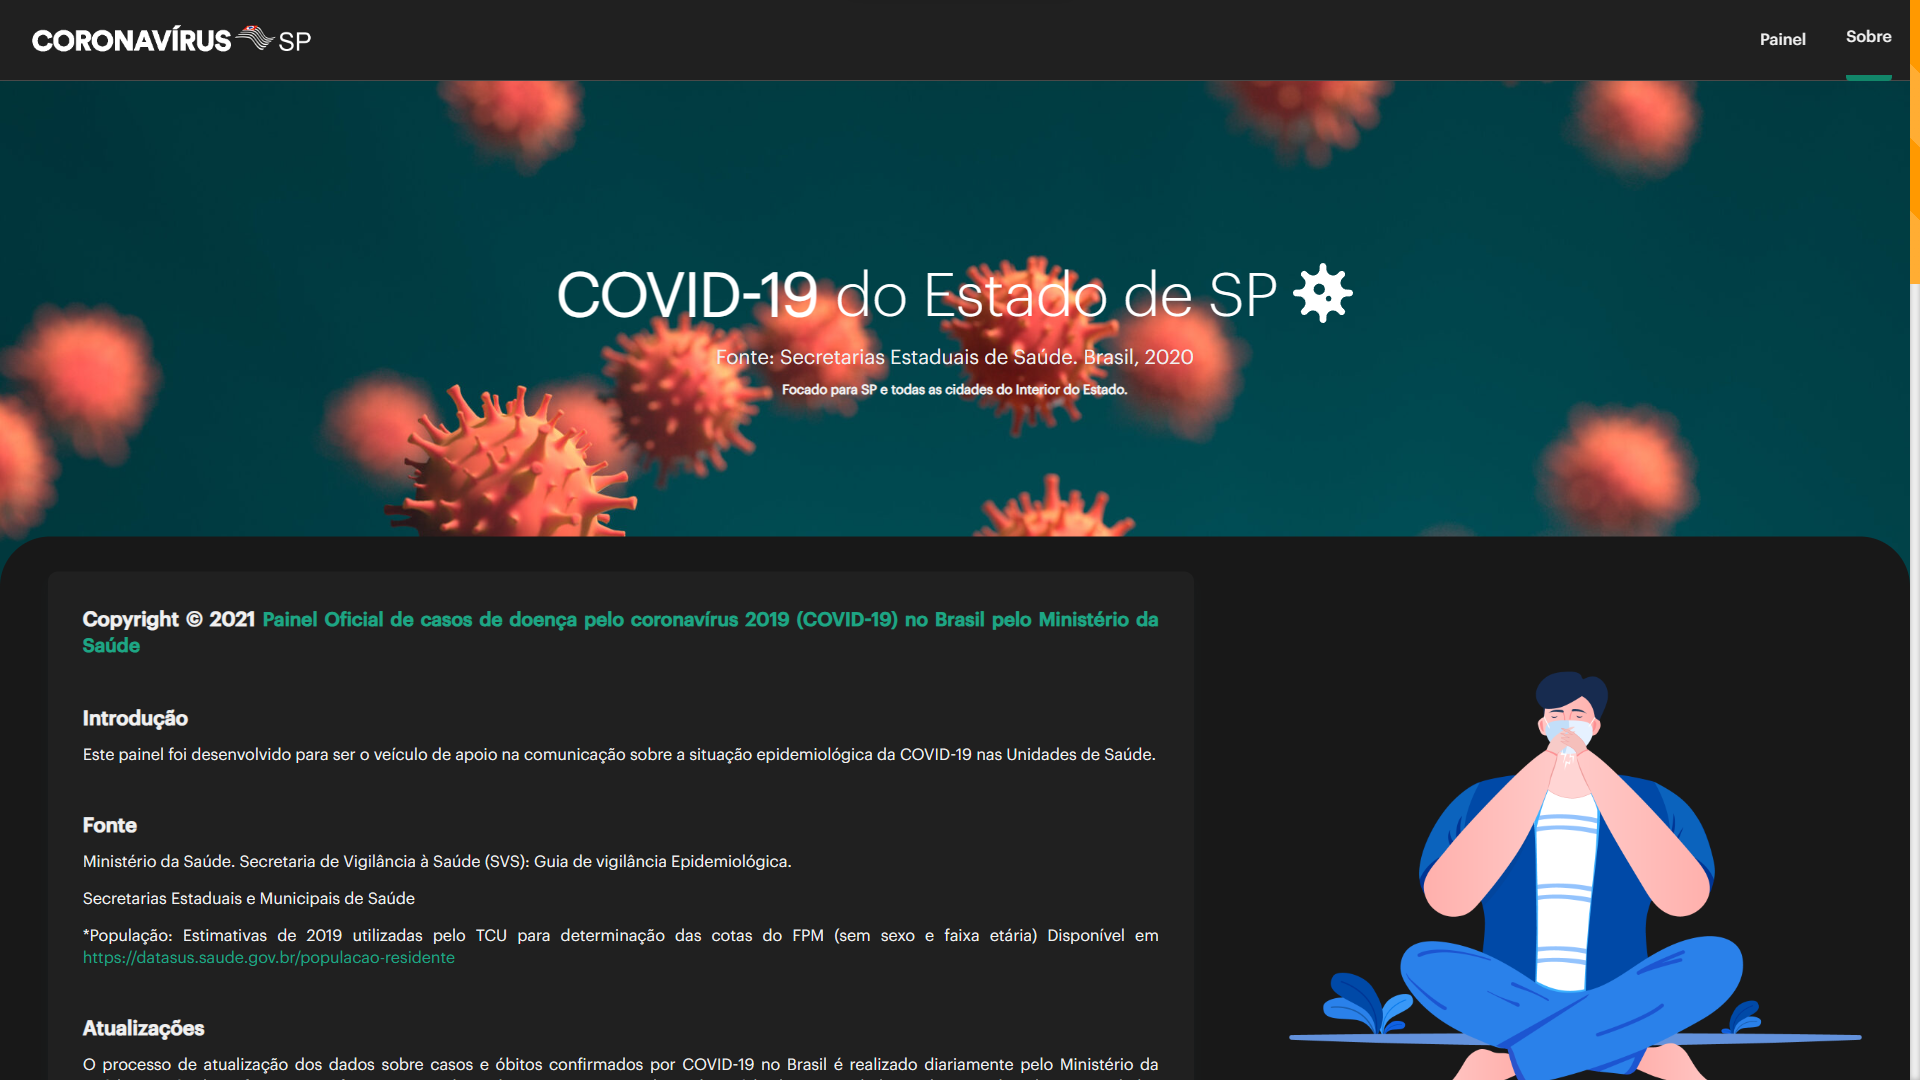 CORONAVÍRUS SP
Painel
Sobre
COVID-19 do Estado de SP
Fonte: Secretarias Estaduais de Saúde. Brasil, 2020
Focado para SP e todas as cidades do Interior do Estado.
Copyright © 2021 Painel Oficial de casos de doença pelo coronavírus 2019 (COVID-19) no Brasil pelo Ministério da
Saúde
Introdução
Este painel foi desenvolvido para ser o veículo de apoio na comunicação sobre a situação epidemiológica da COVID-19 nas Unidades de Saúde.
Fonte
Ministério da Saúde. Secretaria de Vigilância à Saúde (SVS): Guia de vigilância Epidemiológica.
Secretarias Estaduais e Municipais de Saúde
*População: Estimativas de 2019 utilizadas pelo TCU para determinação das cotas do FPM (sem sexo e faixa etária) Disponível em
https://datasus.saude.gov.br/populacao-residente
Atualizações
O processo de atualização dos dados sobre casos e óbitos confirmados por COVID-19 no Brasil é realizado diariamente pelo Ministério da